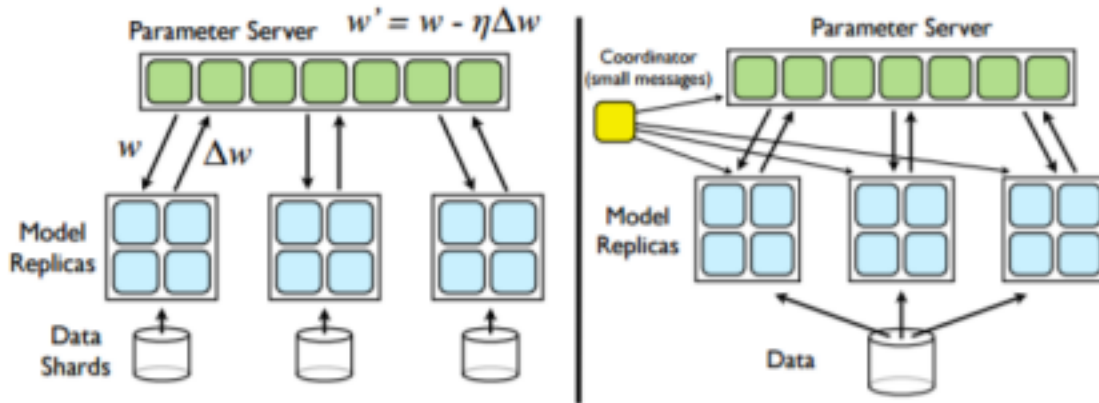 Parameter Server w' = w - ηΔw
w
Δw
Model
Replicas
Data
Shards
Parameter Server
Coordinator
(small messages)
Model
Replicas
Data